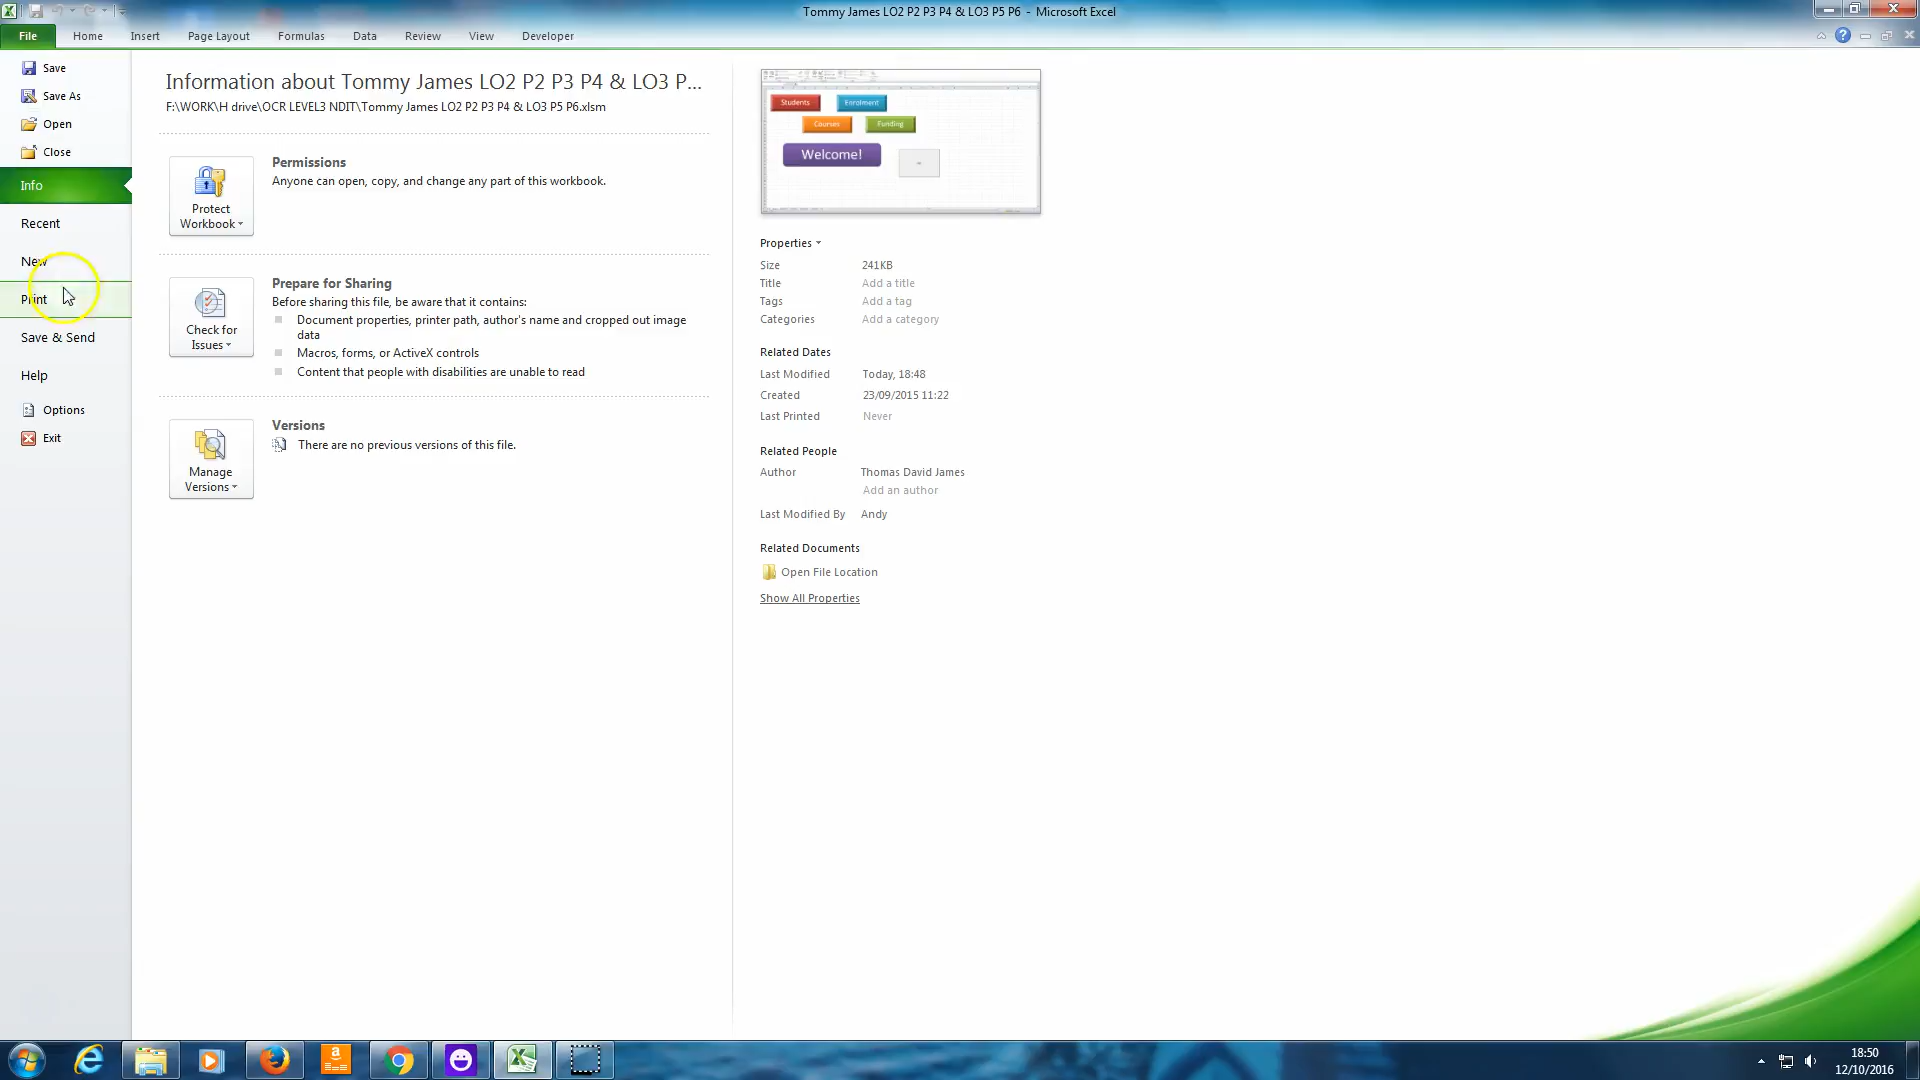 Tommy James LO2 P2 P3 P4 & LO3 P5 P6 - Microsoft Excel
File Home Insert Page Layout Formulas Data Review View Developer
Save
Save As
Open
Close
Info
Recent
New
Print
Save & Send
Help
Options
Exit
Information about Tommy James LO2 P2 P3 P4 & LO3 P...
F:\WORK\H drive\OCR LEVEL3 NDIT\Tommy James LO2 P2 P3 P4 & LO3 P5 P6.xlsm
Protect
Workbook
Permissions
Anyone can open, copy, and change any part of this workbook.
Check for
Issues
Prepare for Sharing
Before sharing this file, be aware that it contains:
Document properties, printer path, author's name and cropped out image
data
Macros, forms, or ActiveX controls
Content that people with disabilities are unable to read
Manage
Versions
Versions
There are no previous versions of this file.
Students Enrolment
Courses Funding
Welcome!
Properties
Size 241KB
Title Add a title
Tags Add a tag
Categories Add a category
Related Dates
Last Modified Today, 18:48
Created 23/09/2015 11:22
Last Printed Never
Related People
Author Thomas David James
Add an author
Last Modified By Andy
Related Documents
Open File Location
Show All Properties
18:50
12/10/2016